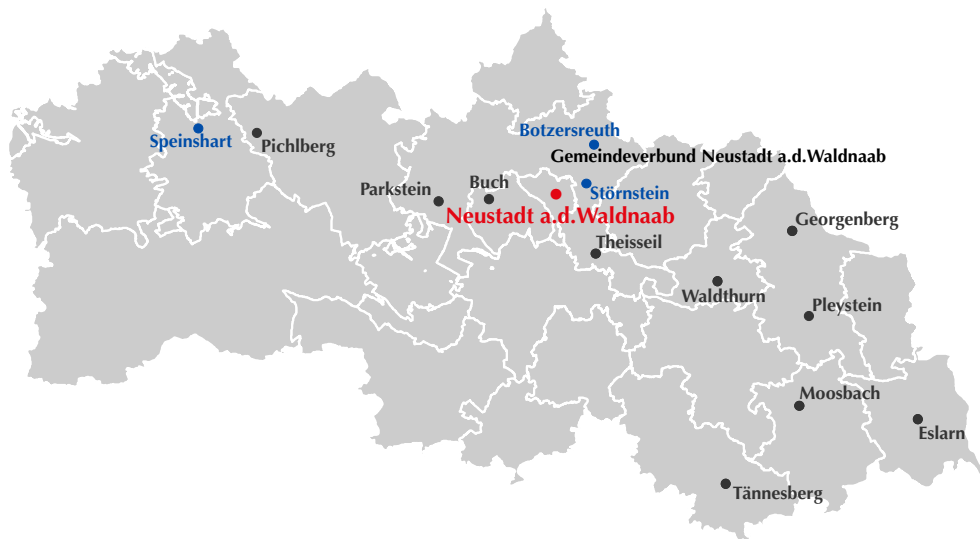 Botzersreuth
Speinshart
Pichlberg
Gemeindeverbund Neustadt a.d.Waldnaab
Parkstein
Buch
Störnstein
Neustadt a.d.Waldnaab
Georgenberg
Theisseil
Waldthurn
Pleystein
Moosbach
Eslarn
Tännesberg